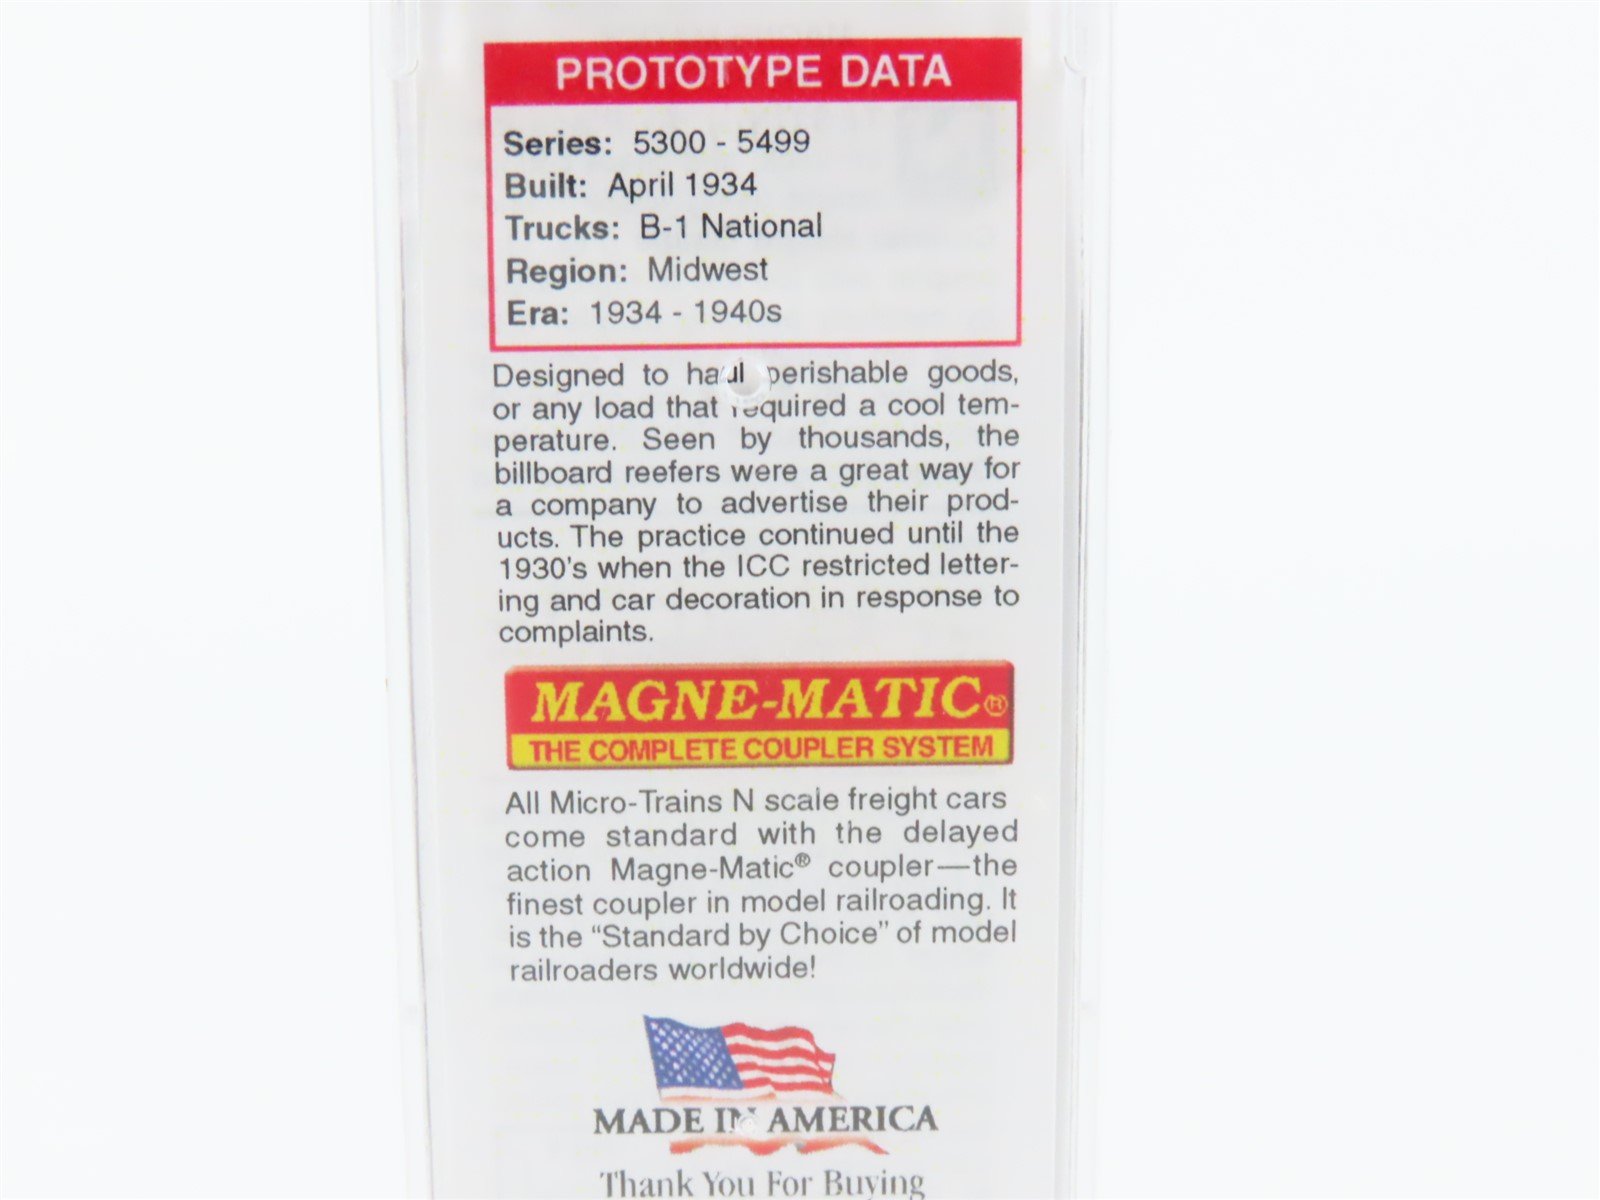 PROTOTYPE DATA
Series: 5300 - 5499
Built: April 1934
Trucks: B-1 National
Region: Midwest
Era: 1934 - 1940s
Designed to haul perishable goods,
or any load that required a cool tem-
perature. Seen by thousands, the
billboard reefers were a great way for
a company to advertise their prod-
ucts. The practice continued until the
1930's when the ICC restricted letter-
ing and car decoration in response to
complaints.
MAGNE-MATIC®
THE COMPLETE COUPLER SYSTEM
All Micro-Trains N scale freight cars
come standard with the delayed
action Magne-Matic® coupler—the
finest coupler in model railroading. It
is the “Standard by Choice” of model
railroaders worldwide!
MADE IN AMERICA
Thank You For Buying